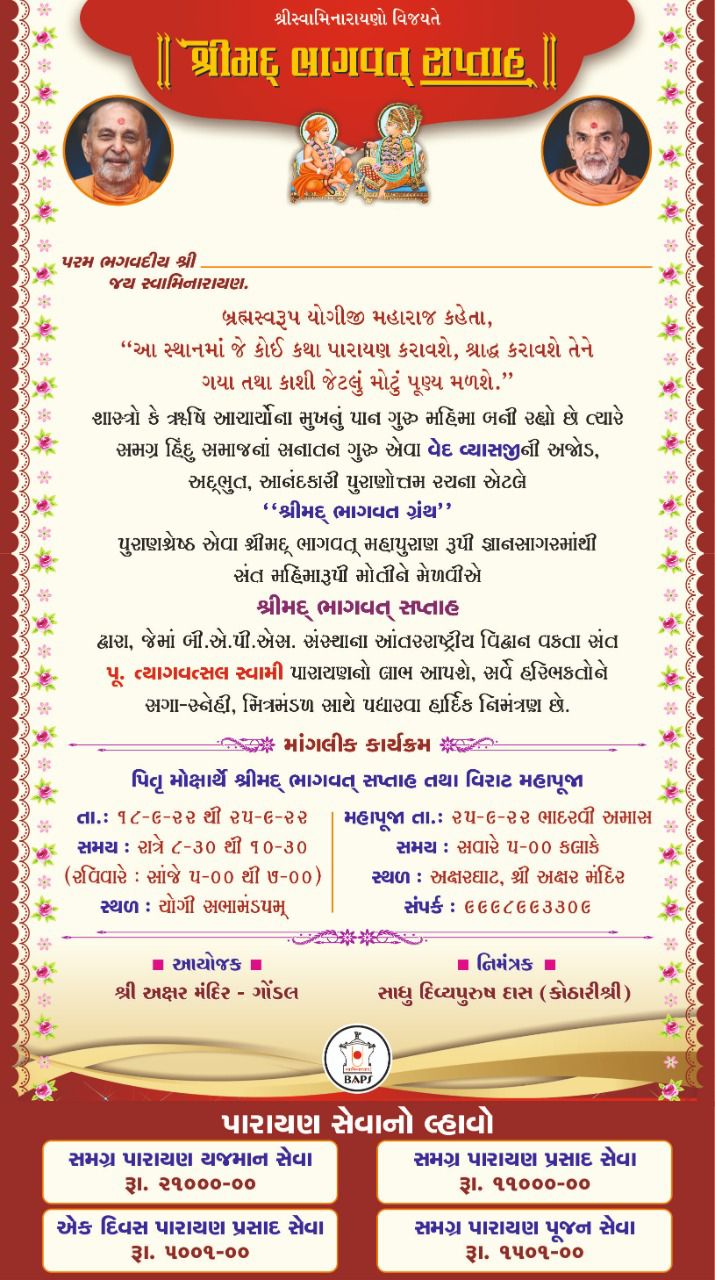 શ્રીસ્વામિનારાયણો વિજયતે
॥ શ્રીમદ્ ભાગવત્ સપ્તાહ ॥
પરમ ભગવદીય શ્રી
જય સ્વામિનારાયણ.
બ્રહ્મસ્વરૂપ યોગીજી મહારાજ કહેતા,
“આ સ્થાનમાં જે કોઈ કથા પારાયણ કરાવશે, શ્રાદ્ધ કરાવશે તેને
ગયા તથા કાશી જેટલું મોટું પૂણ્ય મળશે.”
શાસ્ત્રો કે ઋષિ આચાર્યોના મુખનું પાન ગુરુ મહિમા બની રહ્યો છે ત્યારે
સમગ્ર હિંદુ સમાજનાં સનાતન ગુરુ એવા વેદ વ્યાસજીની અજોડ,
અદ્ભુત, આનંદકારી પુરાણોત્તમ રચના એટલે
“શ્રીમદ્ ભાગવત ગ્રંથ”
પુરાણશ્રેષ્ઠ એવા શ્રીમદ્ ભાગવત્ મહાપુરાણ રૂપી જ્ઞાનસાગરમાંથી
સંત મહિમારૂપી મોતીને મેળવીએ
શ્રીમદ્ ભાગવત્ સપ્તાહ
દ્વારા, જેમાં બી.એ.પી.એસ. સંસ્થાના આંતરરાષ્ટ્રીય વિદ્વાન વકતા સંત
પૂ. ત્યાગવત્સલ સ્વામી પારાયણનો લાભ આપશે, સર્વે હરિભકતોને
સગા-સ્નેહી, મિત્રમંડળ સાથે પધારવા હાર્દિક નિમંત્રણ છે.
માંગલીક કાર્યક્રમ
પિતૃ મોક્ષાર્થે શ્રીમદ્ ભાગવત્ સપ્તાહ તથા વિરાટ મહાપૂજા
તા.: ૧૮-૯-૨૨ થી ૨૫-૯-૨૨
સમય : રાત્રે ૮-૩૦ થી ૧૦-૩૦
(રવિવારે : સાંજે ૫-૦૦ થી ૭-૦૦)
સ્થળ : યોગી સભામંડપમ્
મહાપૂજા તા.: ૨૫-૯-૨૨ ભાદરવી અમાસ
સમય : સવારે ૫-૦૦ કલાકે
સ્થળ : અક્ષરઘાટ, શ્રી અક્ષર મંદિર
સંપર્ક : ૯૯૯૮૯૯૩૩૦૯
■ આયોજક ■
શ્રી અક્ષર મંદિર - ગોંડલ
■ નિમંત્રક ■
સાધુ દિવ્યપુરુષ દાસ (કોઠારીશ્રી)
BAPS
પારાયણ સેવાનો લ્હાવો
સમગ્ર પારાયણ યજમાન સેવા
રૂા. ૨૧૦૦૦-૦૦
સમગ્ર પારાયણ પ્રસાદ સેવા
રૂા. ૧૧૦૦૦-૦૦
એક દિવસ પારાયણ પ્રસાદ સેવા
રૂા. ૫૦૦૧-૦૦
સમગ્ર પારાયણ પૂજન સેવા
રૂા. ૧૫૦૧-૦૦